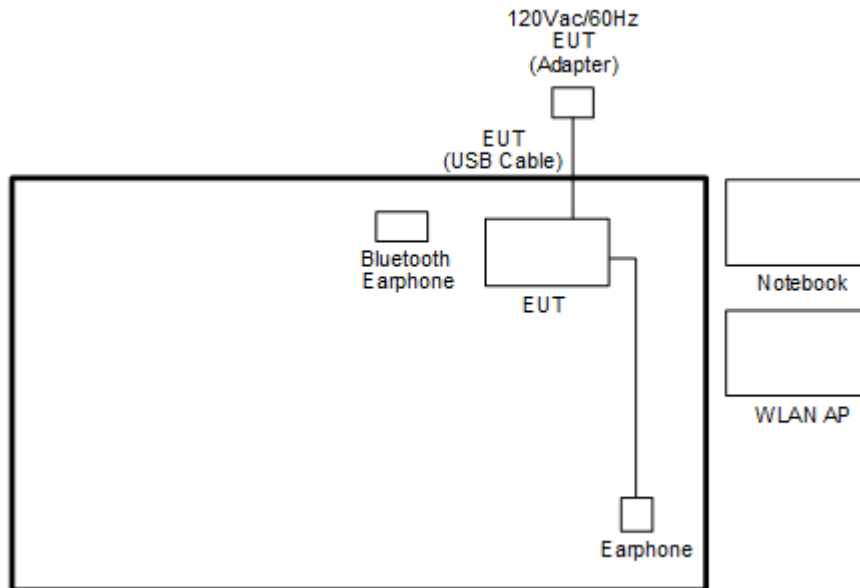 120Vac/60Hz
EUT
(Adapter)
EUT
(USB Cable)
Bluetooth
Earphone
EUT
Notebook
WLAN AP
Earphone